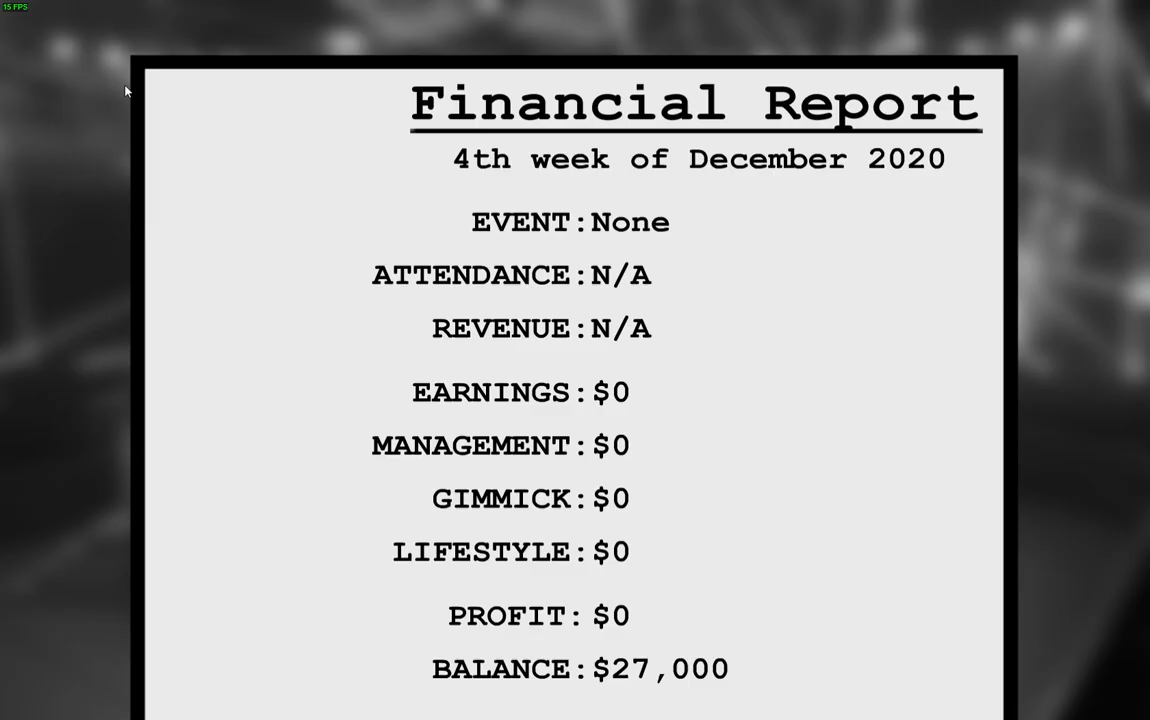 15 FPS
Financial Report
4th week of December 2020
EVENT:None
ATTENDANCE:N/A
REVENUE:N/A
EARNINGS:$0
MANAGEMENT:$0
GIMMICK:$0
LIFESTYLE:$0
PROFIT:$0
BALANCE:$27,000